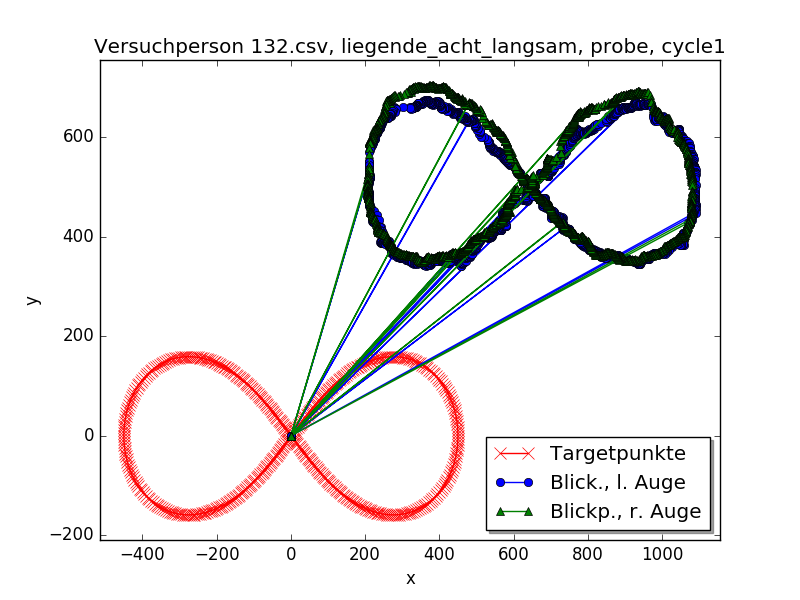 Versuchperson 132.csv, liegende_acht_langsam, probe, cycle1
y
600
400
200
0
−200
−400
−200
0
200
400
600
800
1000
x
Targetpunkte
Blick., l. Auge
Blickp., r. Auge